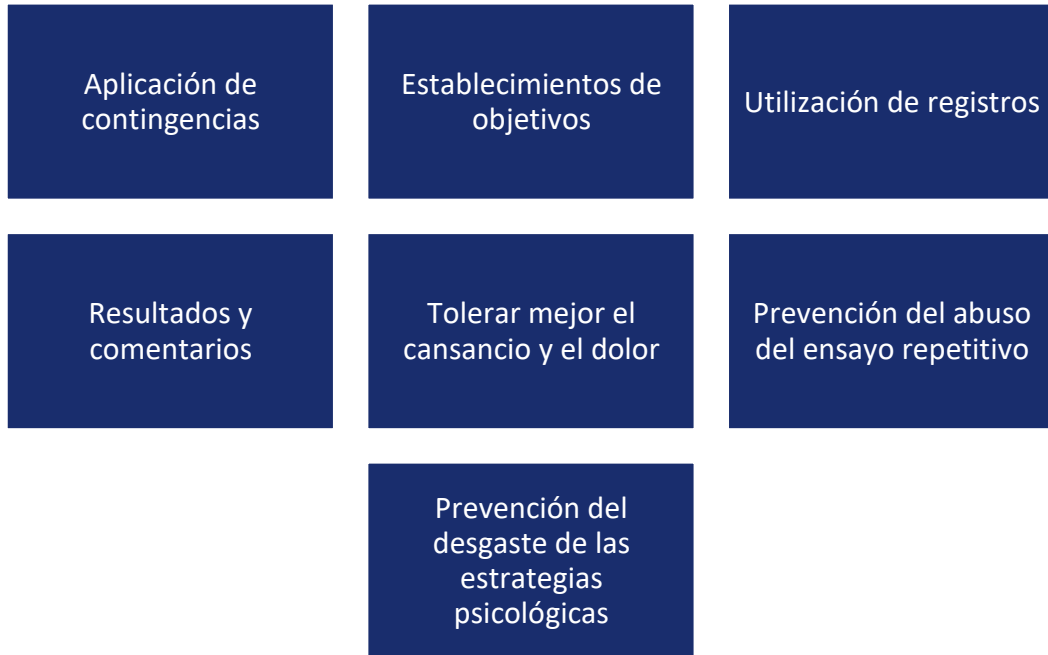 Aplicación de
contingencias
Establecimientos de
objetivos
Utilización de registros
Resultados y
comentarios
Tolerar mejor el
cansancio y el dolor
Prevención del abuso
del ensayo repetitivo
Prevención del
desgaste de las
estrategias
psicológicas